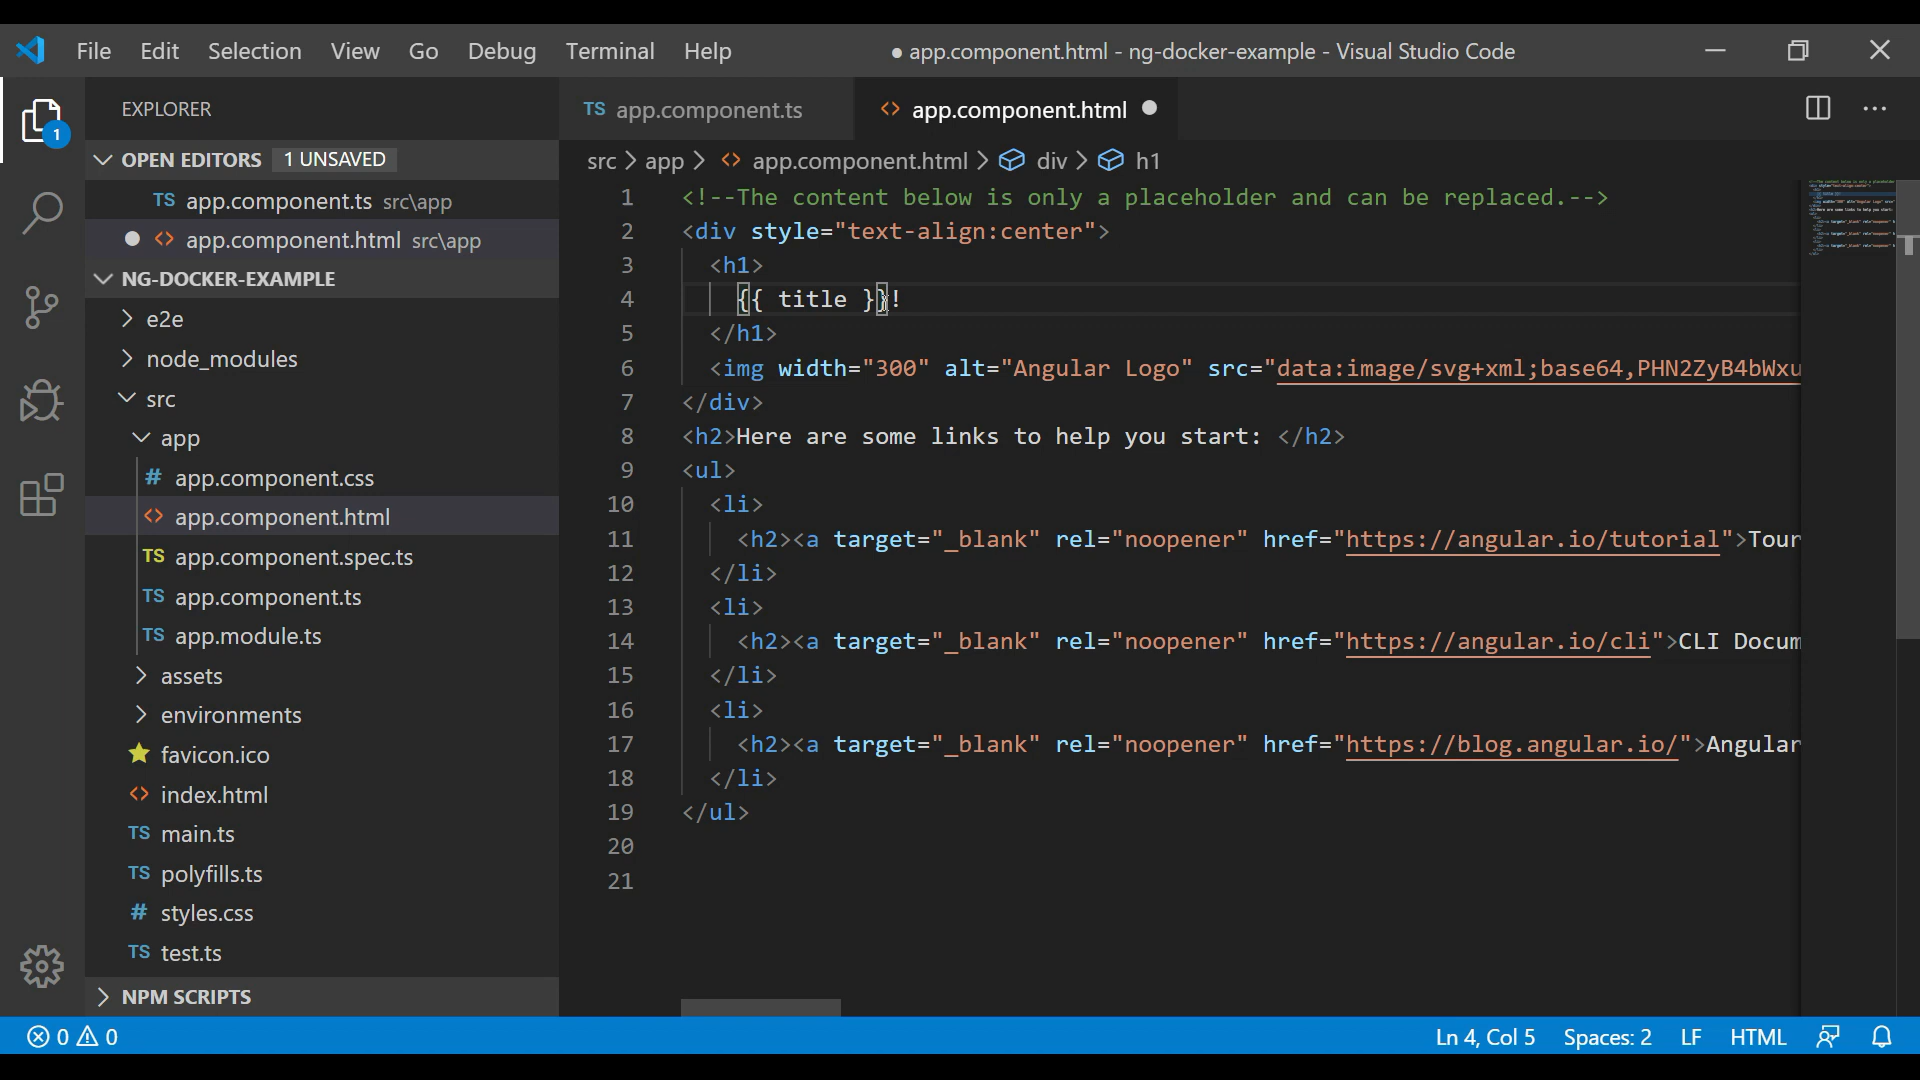 File Edit Selection View Go Debug Terminal Help
● app.component.html - ng-docker-example - Visual Studio Code
1
EXPLORER
OPEN EDITORS 1 UNSAVED
TS app.component.ts src\app
<> app.component.html src\app
NG-DOCKER-EXAMPLE
e2e
node_modules
src
app
# app.component.css
<> app.component.html
TS app.component.spec.ts
TS app.component.ts
TS app.module.ts
assets
environments
favicon.ico
<> index.html
TS main.ts
TS polyfills.ts
# styles.css
TS test.ts
NPM SCRIPTS
TS app.component.ts
<> app.component.html
src > app > <> app.component.html > div > h1
1 <!--The content below is only a placeholder and can be replaced.-->
2 <div style="text-align:center">
3 <h1>
4 {{ title }}!
5 </h1>
6 <img width="300" alt="Angular Logo" src="data:image/svg+xml;base64,PHN2ZyB4bWxu
7 </div>
8 <h2>Here are some links to help you start: </h2>
9 <ul>
10 <li>
11 <h2><a target="_blank" rel="noopener" href="https://angular.io/tutorial">Tour
12 </li>
13 <li>
14 <h2><a target="_blank" rel="noopener" href="https://angular.io/cli">CLI Docum
15 </li>
16 <li>
17 <h2><a target="_blank" rel="noopener" href="https://blog.angular.io/">Angular
18 </li>
19 </ul>
20
21
0 0
Ln 4, Col 5 Spaces: 2 LF HTML